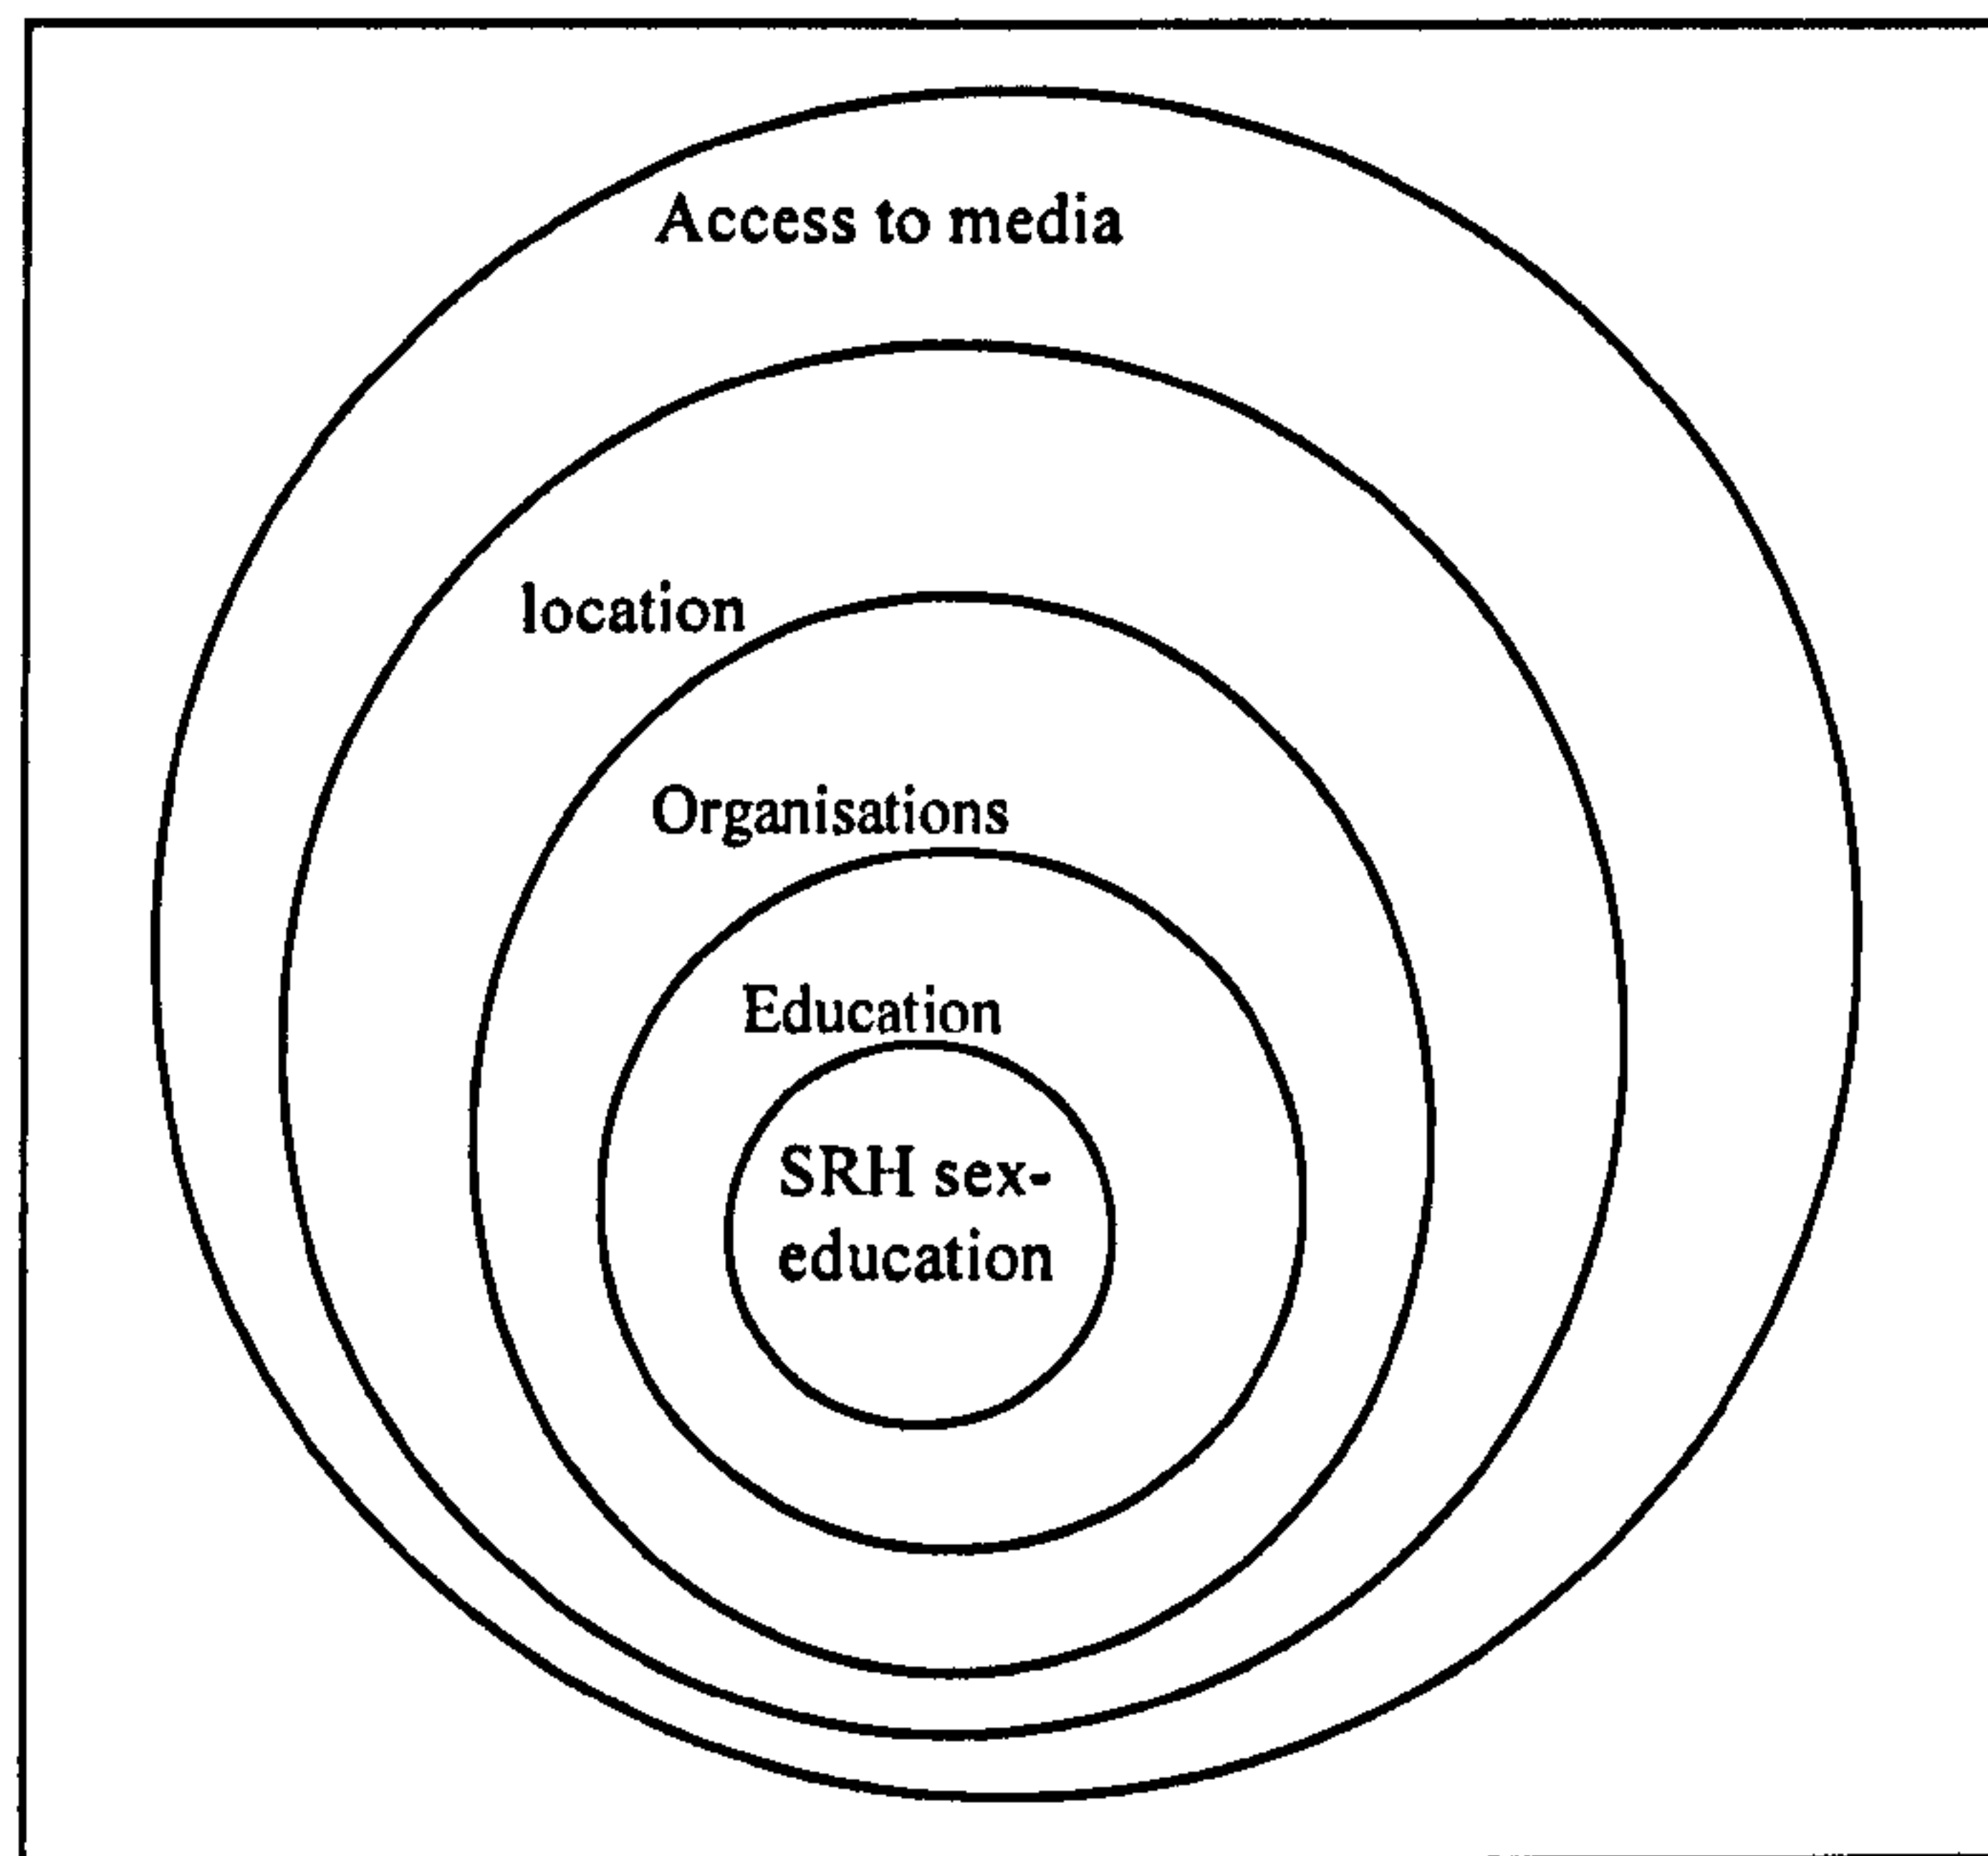 Access to media
location
Organisations
Education
SRH sex-
education